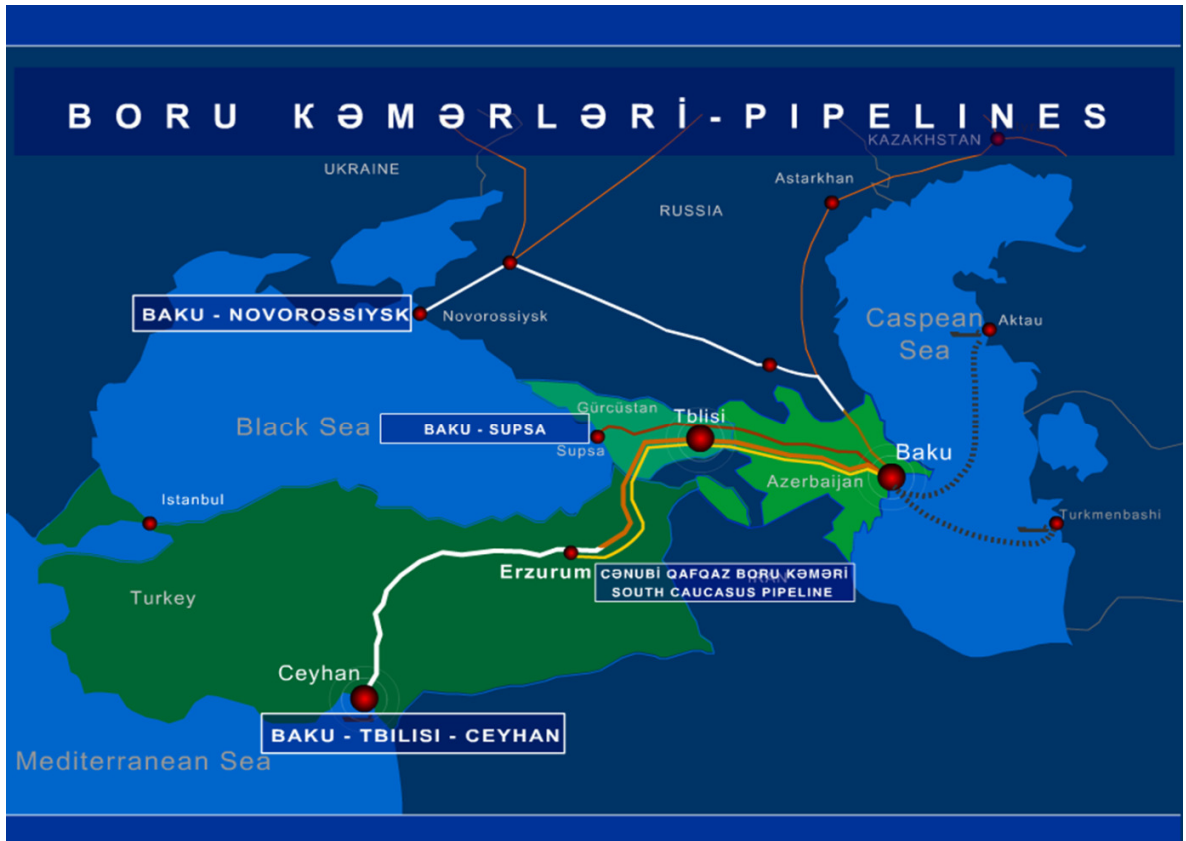 BORU KƏMƏRLƏRİ-PIPELINES
KAZAKHSTAN
UKRAINE
Astarkhan
RUSSIA
BAKU - NOVOROSSIYSK
Novorossiysk
Caspean
Sea
Aktau
Gürcüstan
Tblisi
Black Sea
BAKU - SUPSA
Supsa
Baku
Azerbaijan
Istanbul
Turkmenbashi
Erzurum
CƏNUBİ QAFQAZ BORU KƏMƏRİ
IRAN
SOUTH CAUCASUS PIPELINE
Turkey
Ceyhan
BAKU - TBILISI - CEYHAN
Mediterranean Sea